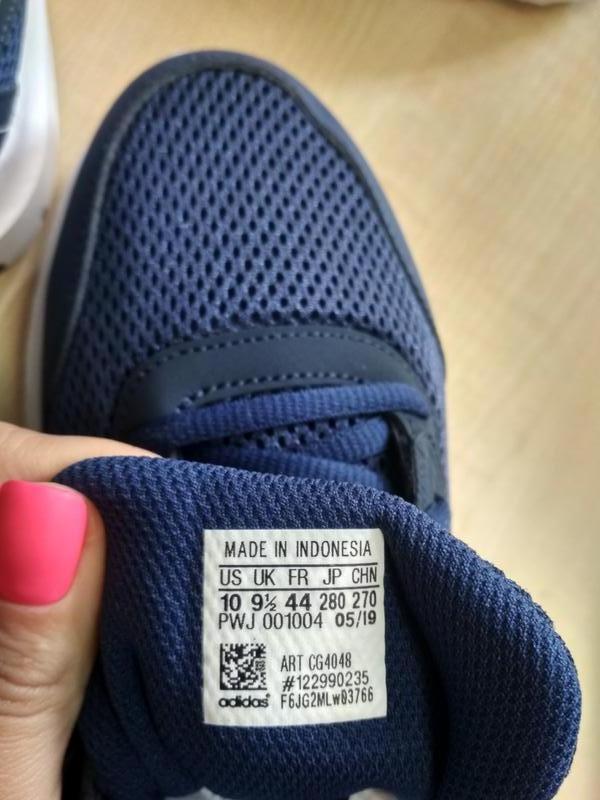 MADE IN INDONESIA
US UK FR JP CHN
10 9½ 44 280 270
PWJ 001004 05/19
ART CG4048
#122990235
adidas F6JG2MLw03766